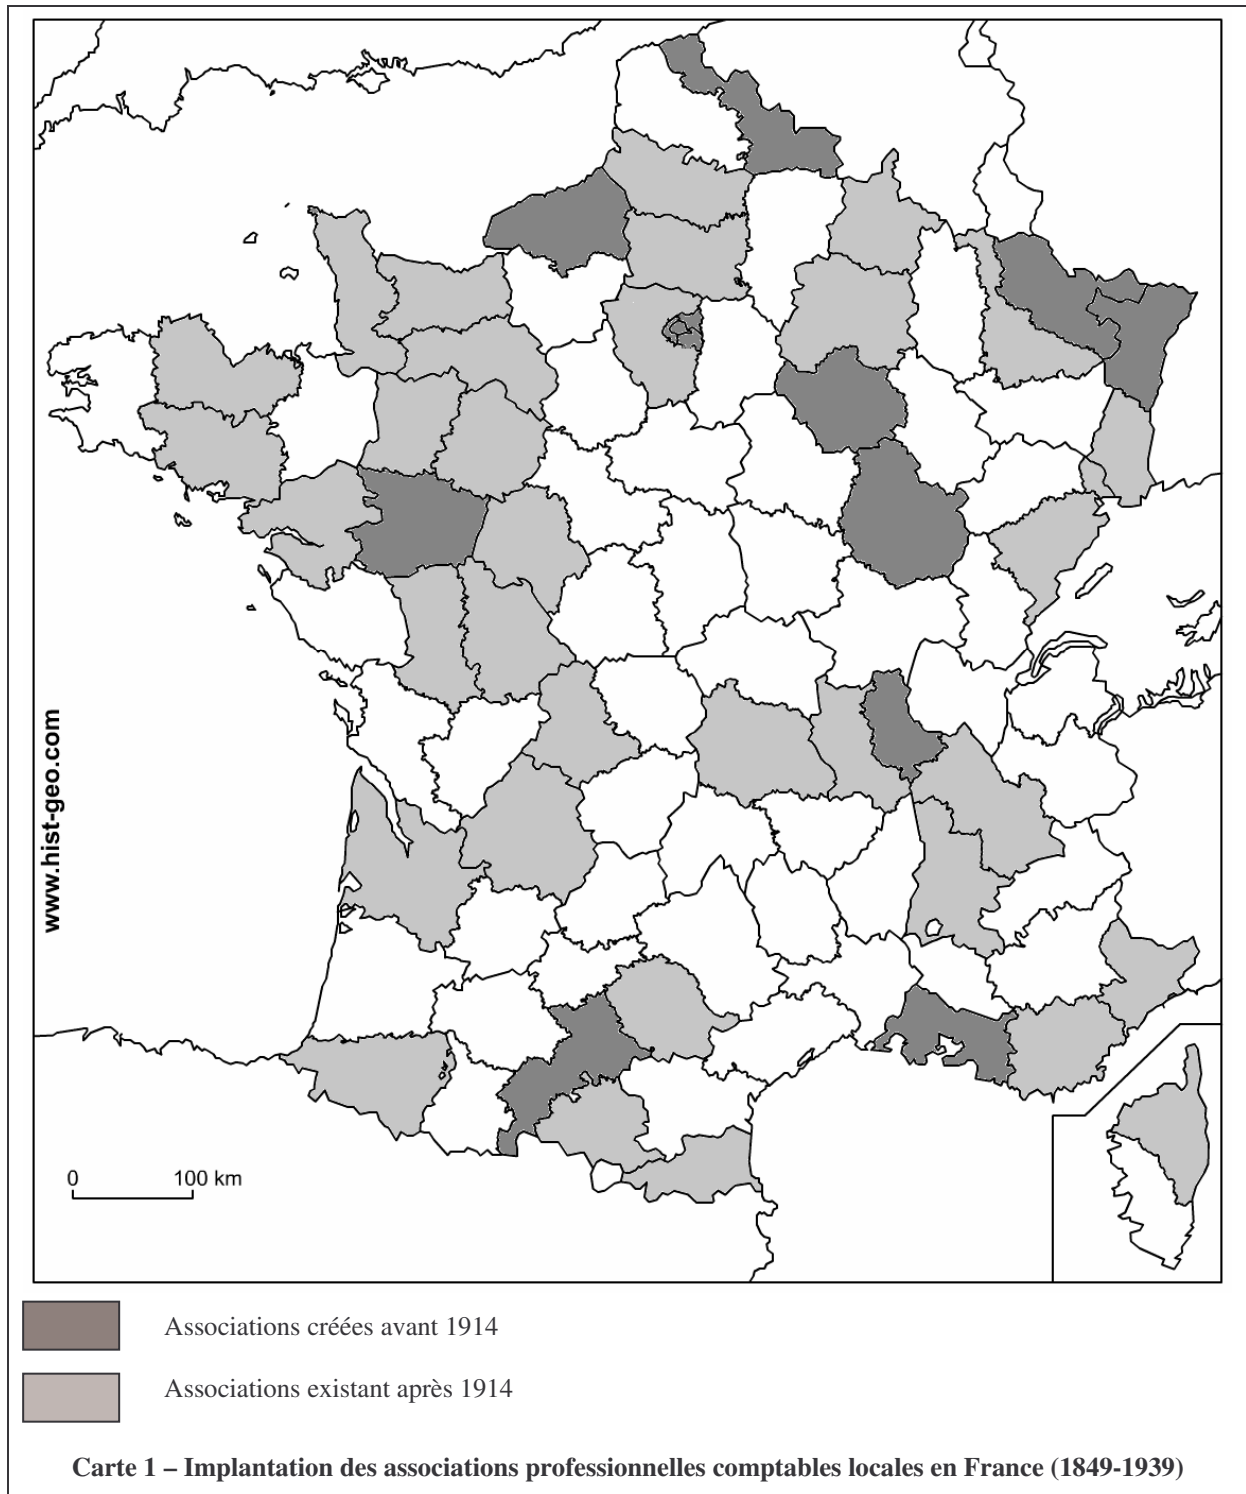 www.hist-geo.com
0 100 km
Associations créées avant 1914
Associations existant après 1914
Carte 1 – Implantation des associations professionnelles comptables locales en France (1849-1939)